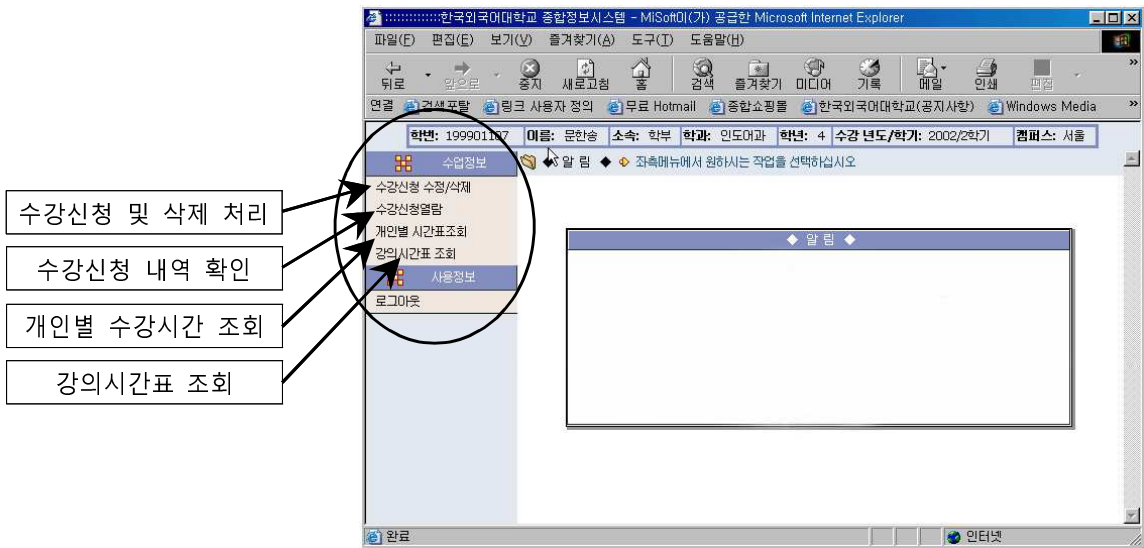 :::::::::::::한국외국어대학교 종합정보시스템 - MiSoft이(가) 공급한 Microsoft Internet Explorer
파일(F) 편집(E) 보기(V) 즐겨찾기(A) 도구(T) 도움말(H)
뒤로 앞으로 중지 새로고침 홈 검색 즐겨찾기 미디어 기록 메일 인쇄 편집
연결 검색포탈 링크 사용자 정의 무료 Hotmail 종합쇼핑몰 한국외국어대학교(공지사항) Windows Media
학번: 199901107 이름: 문한송 소속: 학부 학과: 인도어과 학년: 4 수강 년도/학기: 2002/2학기 캠퍼스: 서울
수업정보
◆ 알 림 ◆ 좌측메뉴에서 원하시는 작업을 선택하십시오
수강신청 수정/삭제
수강신청열람
개인별 시간표조회
강의시간표 조회
사용정보
로그아웃
◆ 알 림 ◆
수강신청 및 삭제 처리
수강신청 내역 확인
개인별 수강시간 조회
강의시간표 조회
완료
인터넷